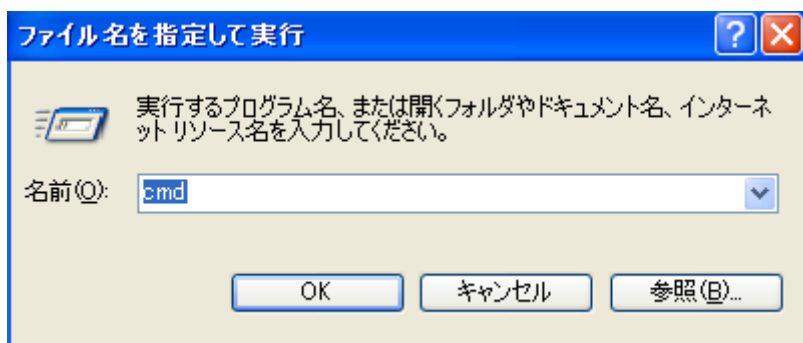 ファイル名を指定して実行
実行するプログラム名、または開くフォルダやドキュメント名、インターネ
ット リソース名を入力してください。
名前(O):
cmd
OK
キャンセル
参照(B)...